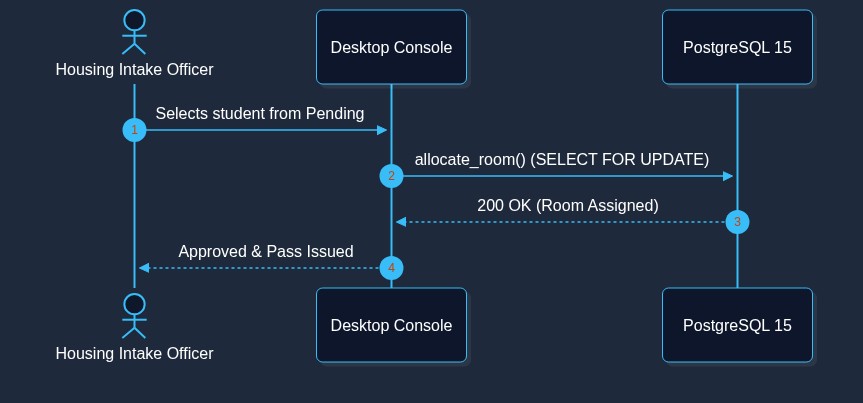 Housing Intake Officer
Desktop Console
PostgreSQL 15
Selects student from Pending
1
allocate_room() (SELECT FOR UPDATE)
2
200 OK (Room Assigned)
3
Approved & Pass Issued
4
Housing Intake Officer
Desktop Console
PostgreSQL 15